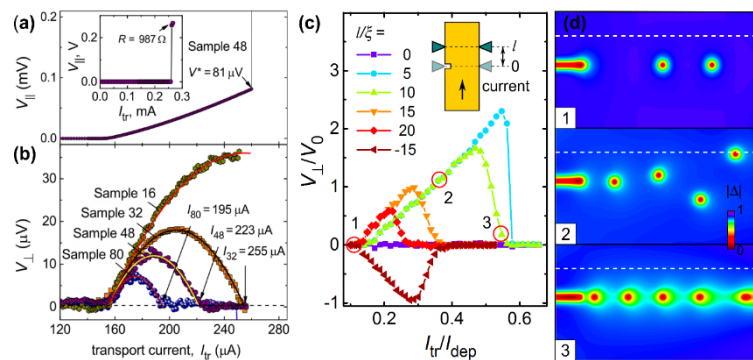 (a)
R = 987 Ω
V||, V
0.2
0.0
0.0 0.1 0.2 0.3
Itr, mA
Sample 48
V* = 81 μV
V|| (mV)
0.2
0.1
0.0
(b)
Sample 16
Sample 32
Sample 48
Sample 80
I80 = 195 μA
I48 = 223 μA
I32 = 255 μA
V⊥ (μV)
30
20
10
0
120 160 200 240 280
transport current, Itr (μA)
(c)
l/ξ =
0
5
10
15
20
-15
l
0
current
V⊥/V0
3
2
1
0
-1
1
2
3
0.2 0.4 0.6
Itr/Idep
(d)
1
2
|Δ|
1
0
3